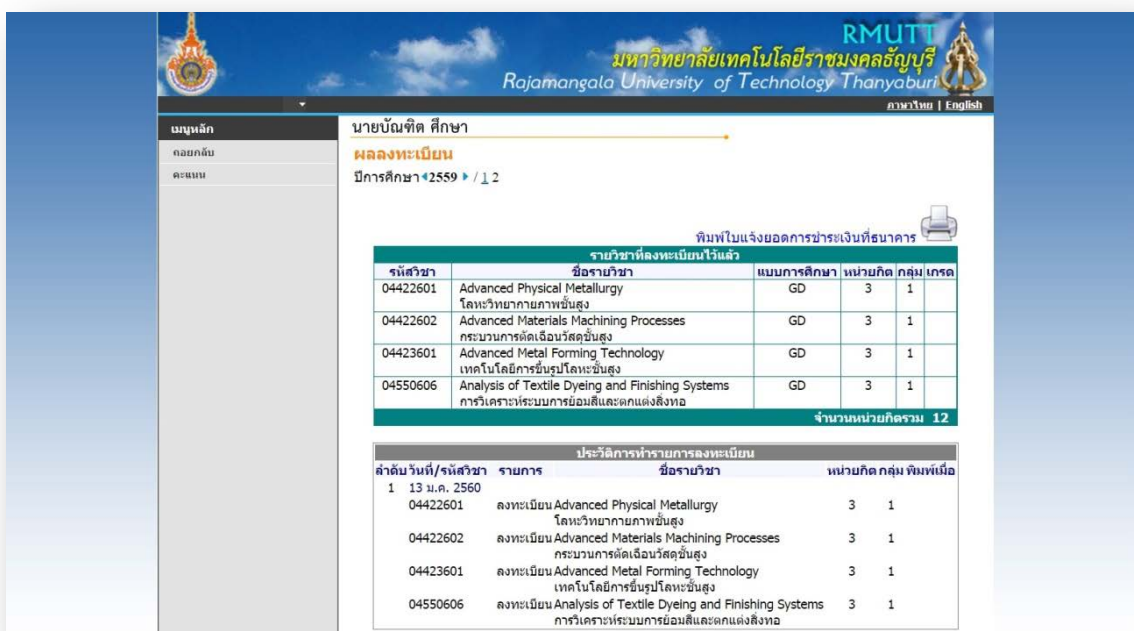 RMUTT
มหาวิทยาลัยเทคโนโลยีราชมงคลธัญบุรี
Rajamangala University of Technology Thanyaburi
ภาษาไทย | English
เมนูหลัก
ถอยกลับ
คะแนน
นายบัณฑิต ศึกษา
ผลลงทะเบียน
ปีการศึกษา 2559 / 1 2
พิมพ์ใบแจ้งยอดการชำระเงินที่ธนาคาร
รายวิชาที่ลงทะเบียนไว้แล้ว
รหัสวิชา ชื่อรายวิชา แบบการศึกษา หน่วยกิต กลุ่ม เกรด
04422601 Advanced Physical Metallurgy GD 3 1
โลหะวิทยากายภาพชั้นสูง
04422602 Advanced Materials Machining Processes GD 3 1
กระบวนการตัดเฉือนวัสดุขั้นสูง
04423601 Advanced Metal Forming Technology GD 3 1
เทคโนโลยีการขึ้นรูปโลหะชั้นสูง
04550606 Analysis of Textile Dyeing and Finishing Systems GD 3 1
การวิเคราะห์ระบบการย้อมสีและตกแต่งสิ่งทอ
จำนวนหน่วยกิตรวม 12
ประวัติการทำรายการลงทะเบียน
ลำดับ วันที่/รหัสวิชา รายการ ชื่อรายวิชา หน่วยกิต กลุ่ม พิมพ์เมื่อ
1 13 ม.ค. 2560
04422601 ลงทะเบียน Advanced Physical Metallurgy 3 1
โลหะวิทยากายภาพชั้นสูง
04422602 ลงทะเบียน Advanced Materials Machining Processes 3 1
กระบวนการตัดเฉือนวัสดุขั้นสูง
04423601 ลงทะเบียน Advanced Metal Forming Technology 3 1
เทคโนโลยีการขึ้นรูปโลหะชั้นสูง
04550606 ลงทะเบียน Analysis of Textile Dyeing and Finishing Systems 3 1
การวิเคราะห์ระบบการย้อมสีและตกแต่งสิ่งทอ